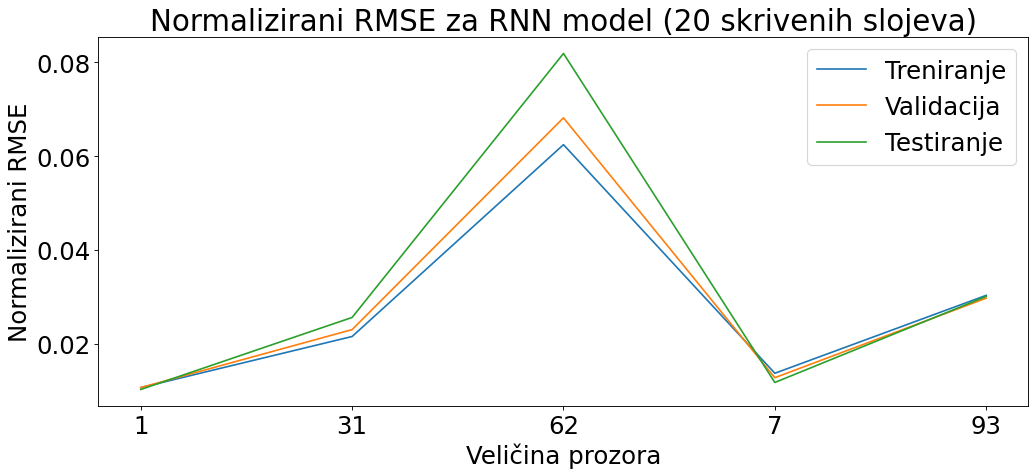 Normalizirani RMSE za RNN model (20 skrivenih slojeva)
Normalizirani RMSE
0.08
0.06
0.04
0.02
Treniranje
Validacija
Testiranje
1 31 62 7 93
Veličina prozora